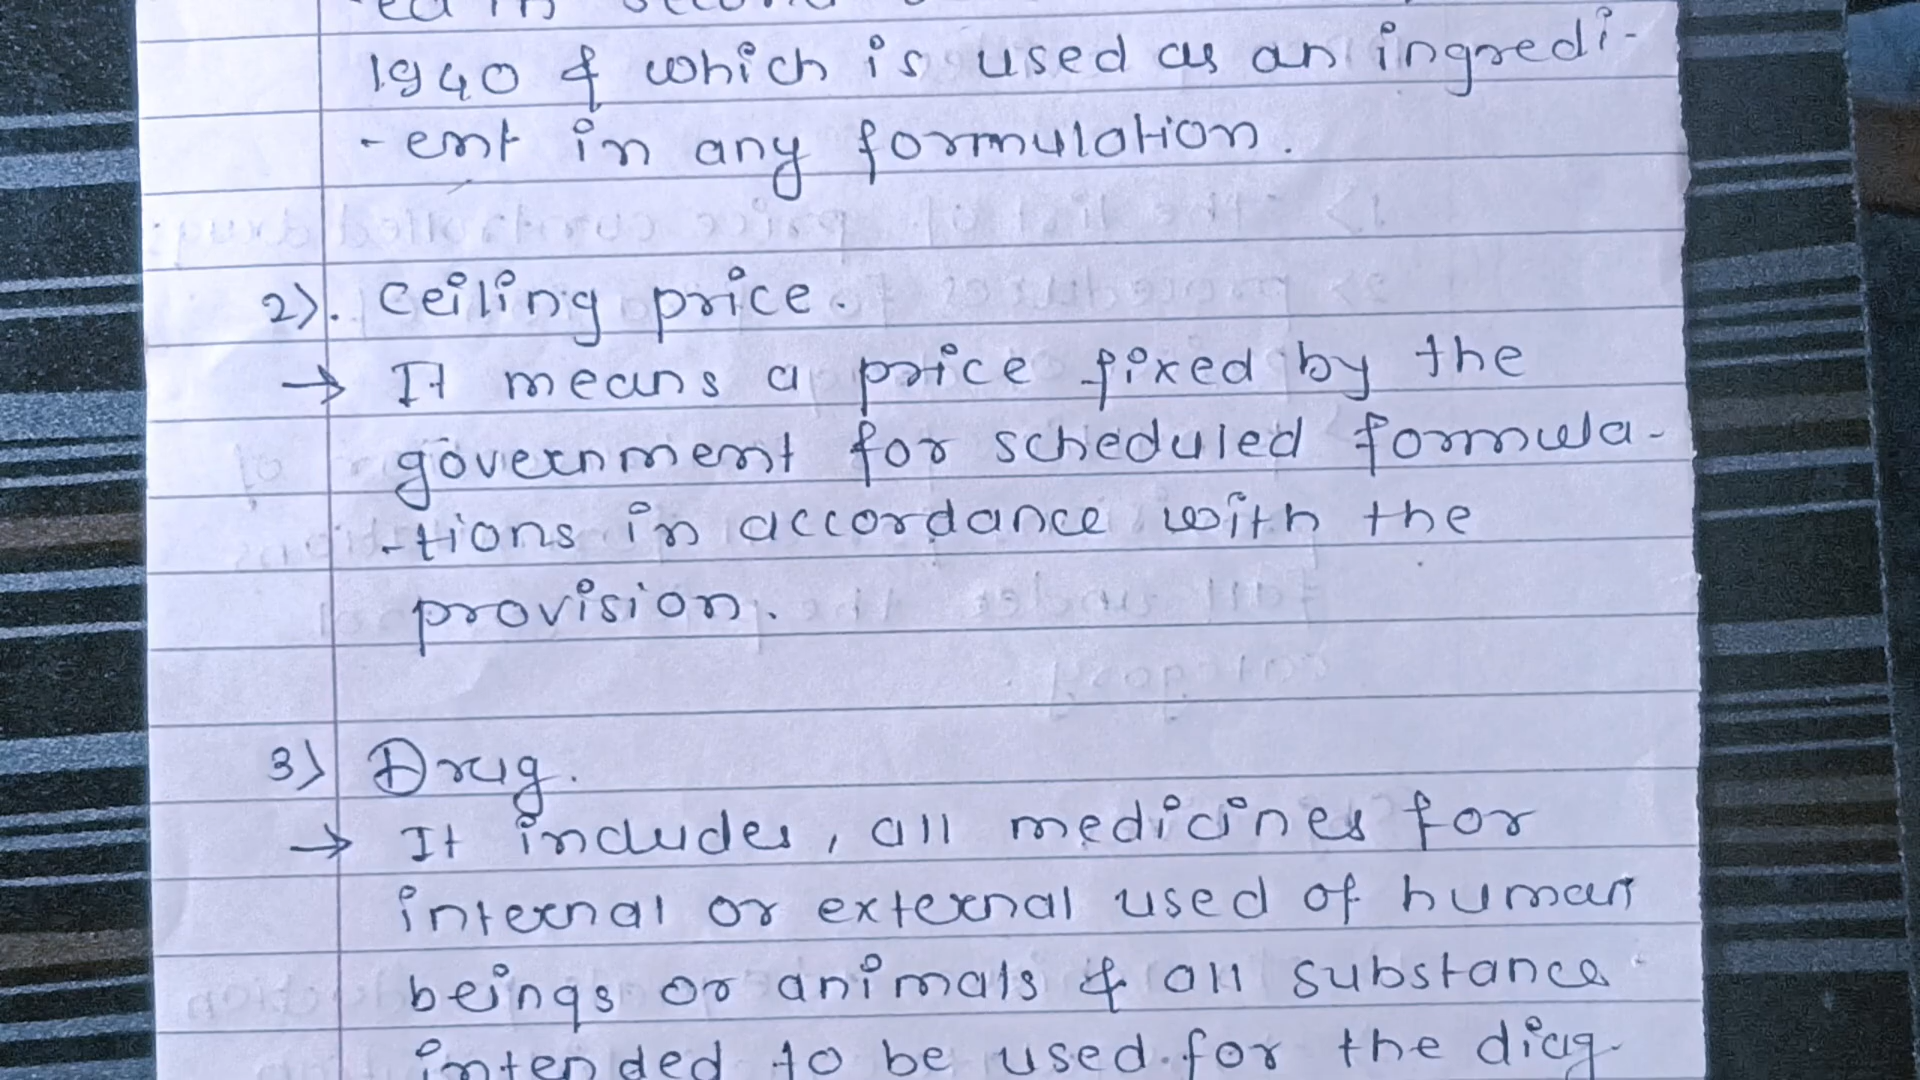 1940 & which is used as an ingredi-
-ent in any formulation.
2). Ceiling price.
→ It means a price fixed by the
government for scheduled formula-
-tions in accordance with the
provision.
3) Drug.
→ It includes, all medicines for
internal or external used of human
beings or animals & all substance
intended to be used for the diag-